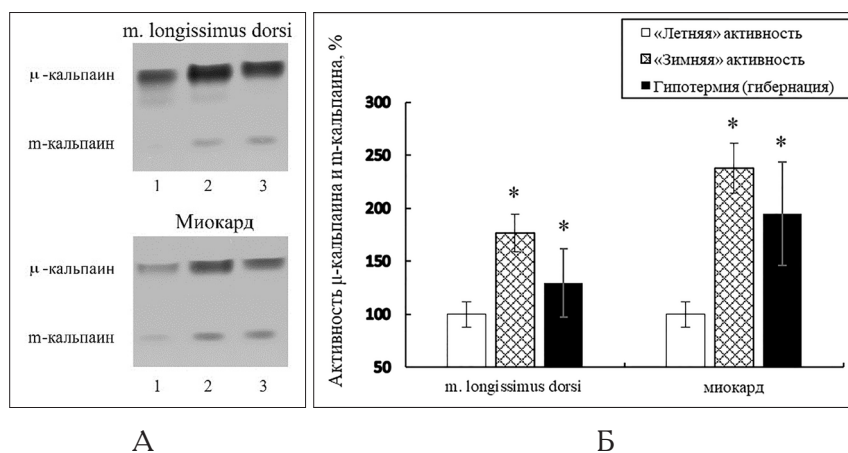 m. longissimus dorsi
μ-кальпаин
m-кальпаин
1 2 3
Миокард
μ-кальпаин
m-кальпаин
1 2 3
А
«Летняя» активность
«Зимняя» активность
Гипотермия (гибернация)
Активность μ-кальпаина и m-кальпаина, %
300
250
200
150
100
50
* *
* *
m. longissimus dorsi
миокард
Б